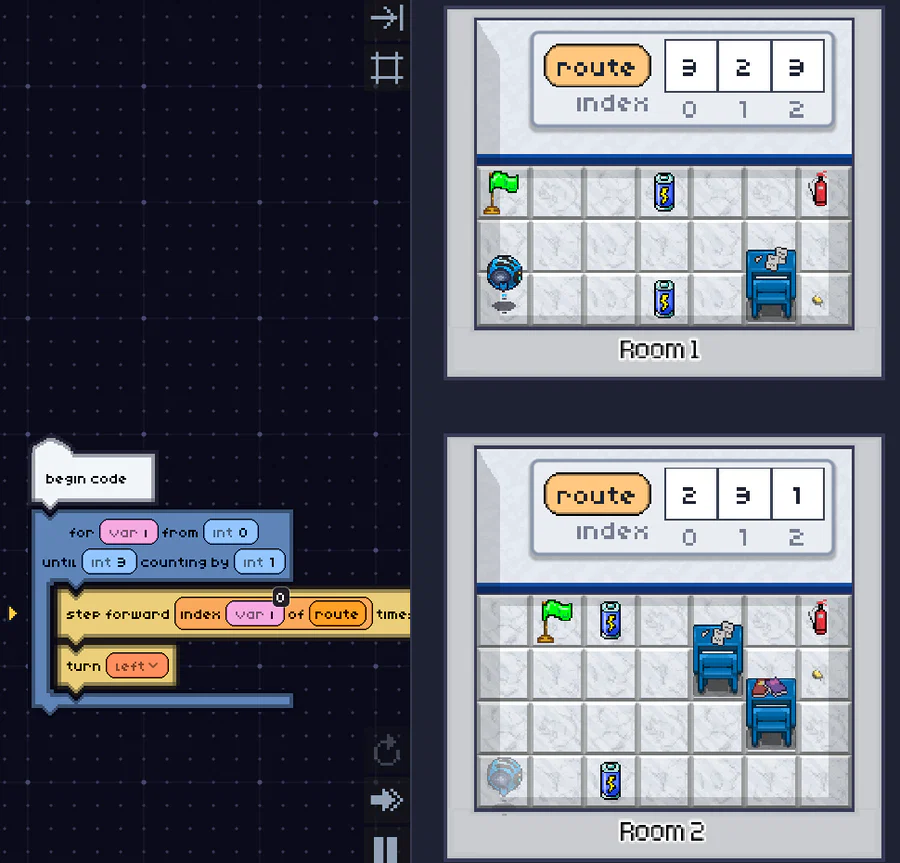 route 3 2 3
index 0 1 2
Room 1
begin code
for var i from int 0
until int 3 counting by int 1
0
step forward index var i of route times
turn left
route 2 3 1
index 0 1 2
Room 2